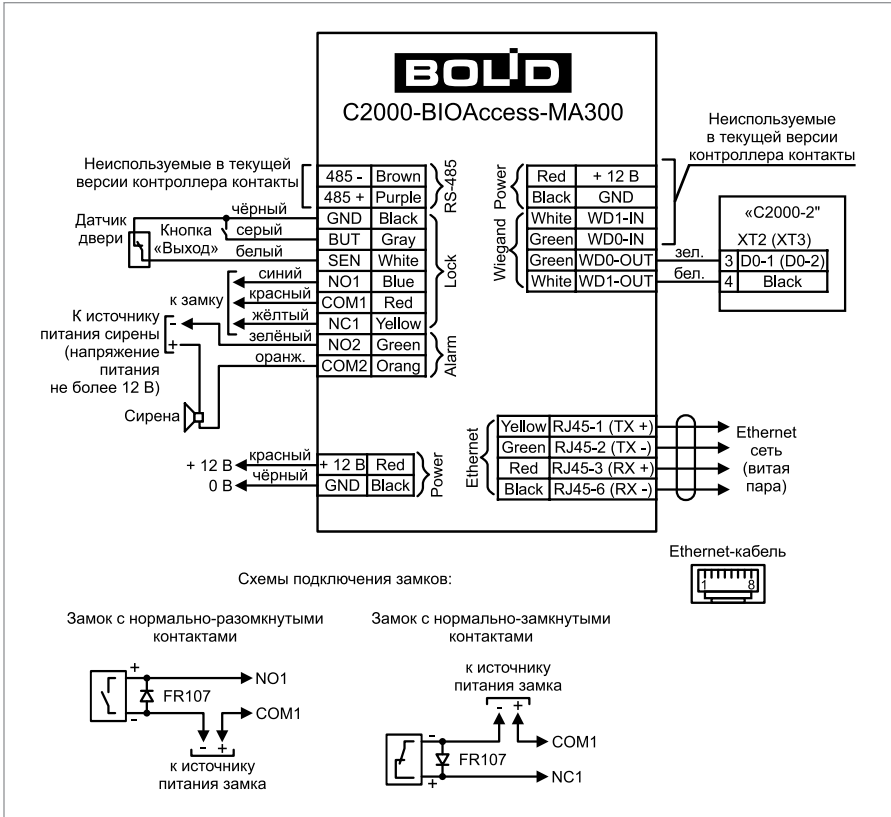 BOLID
C2000-BIOAccess-MA300
Неиспользуемые в текущей
версии контроллера контакты
485 - Brown
485 + Purple
RS-485
чёрный
GND Black
Датчик
двери
Кнопка
«Выход»
серый
BUT Gray
белый
SEN White
Lock
синий
NO1 Blue
к замку
красный
COM1 Red
жёлтый
NC1 Yellow
К источнику
питания сирены
(напряжение
питания
не более 12 В)
-
+
зелёный
NO2 Green
оранж.
COM2 Orang
Alarm
Сирена
+ 12 В
красный
+ 12 В Red
0 В
чёрный
GND Black
Power
Неиспользуемые
в текущей версии
контроллера контакты
Power
Red + 12 В
Black GND
Wiegand
White WD1-IN
Green WD0-IN
Green WD0-OUT
White WD1-OUT
зел.
бел.
«C2000-2"
XT2 (XT3)
3 D0-1 (D0-2)
4 Black
Ethernet
Yellow RJ45-1 (TX +)
Green RJ45-2 (TX -)
Red RJ45-3 (RX +)
Black RJ45-6 (RX -)
Ethernet
сеть
(витая
пара)
Ethernet-кабель
1 8
Схемы подключения замков:
Замок с нормально-разомкнутыми
контактами
+
NO1
FR107
COM1
-
- +
к источнику
питания замка
Замок с нормально-замкнутыми
контактами
к источнику
питания замка
- +
-
COM1
FR107
+
NC1